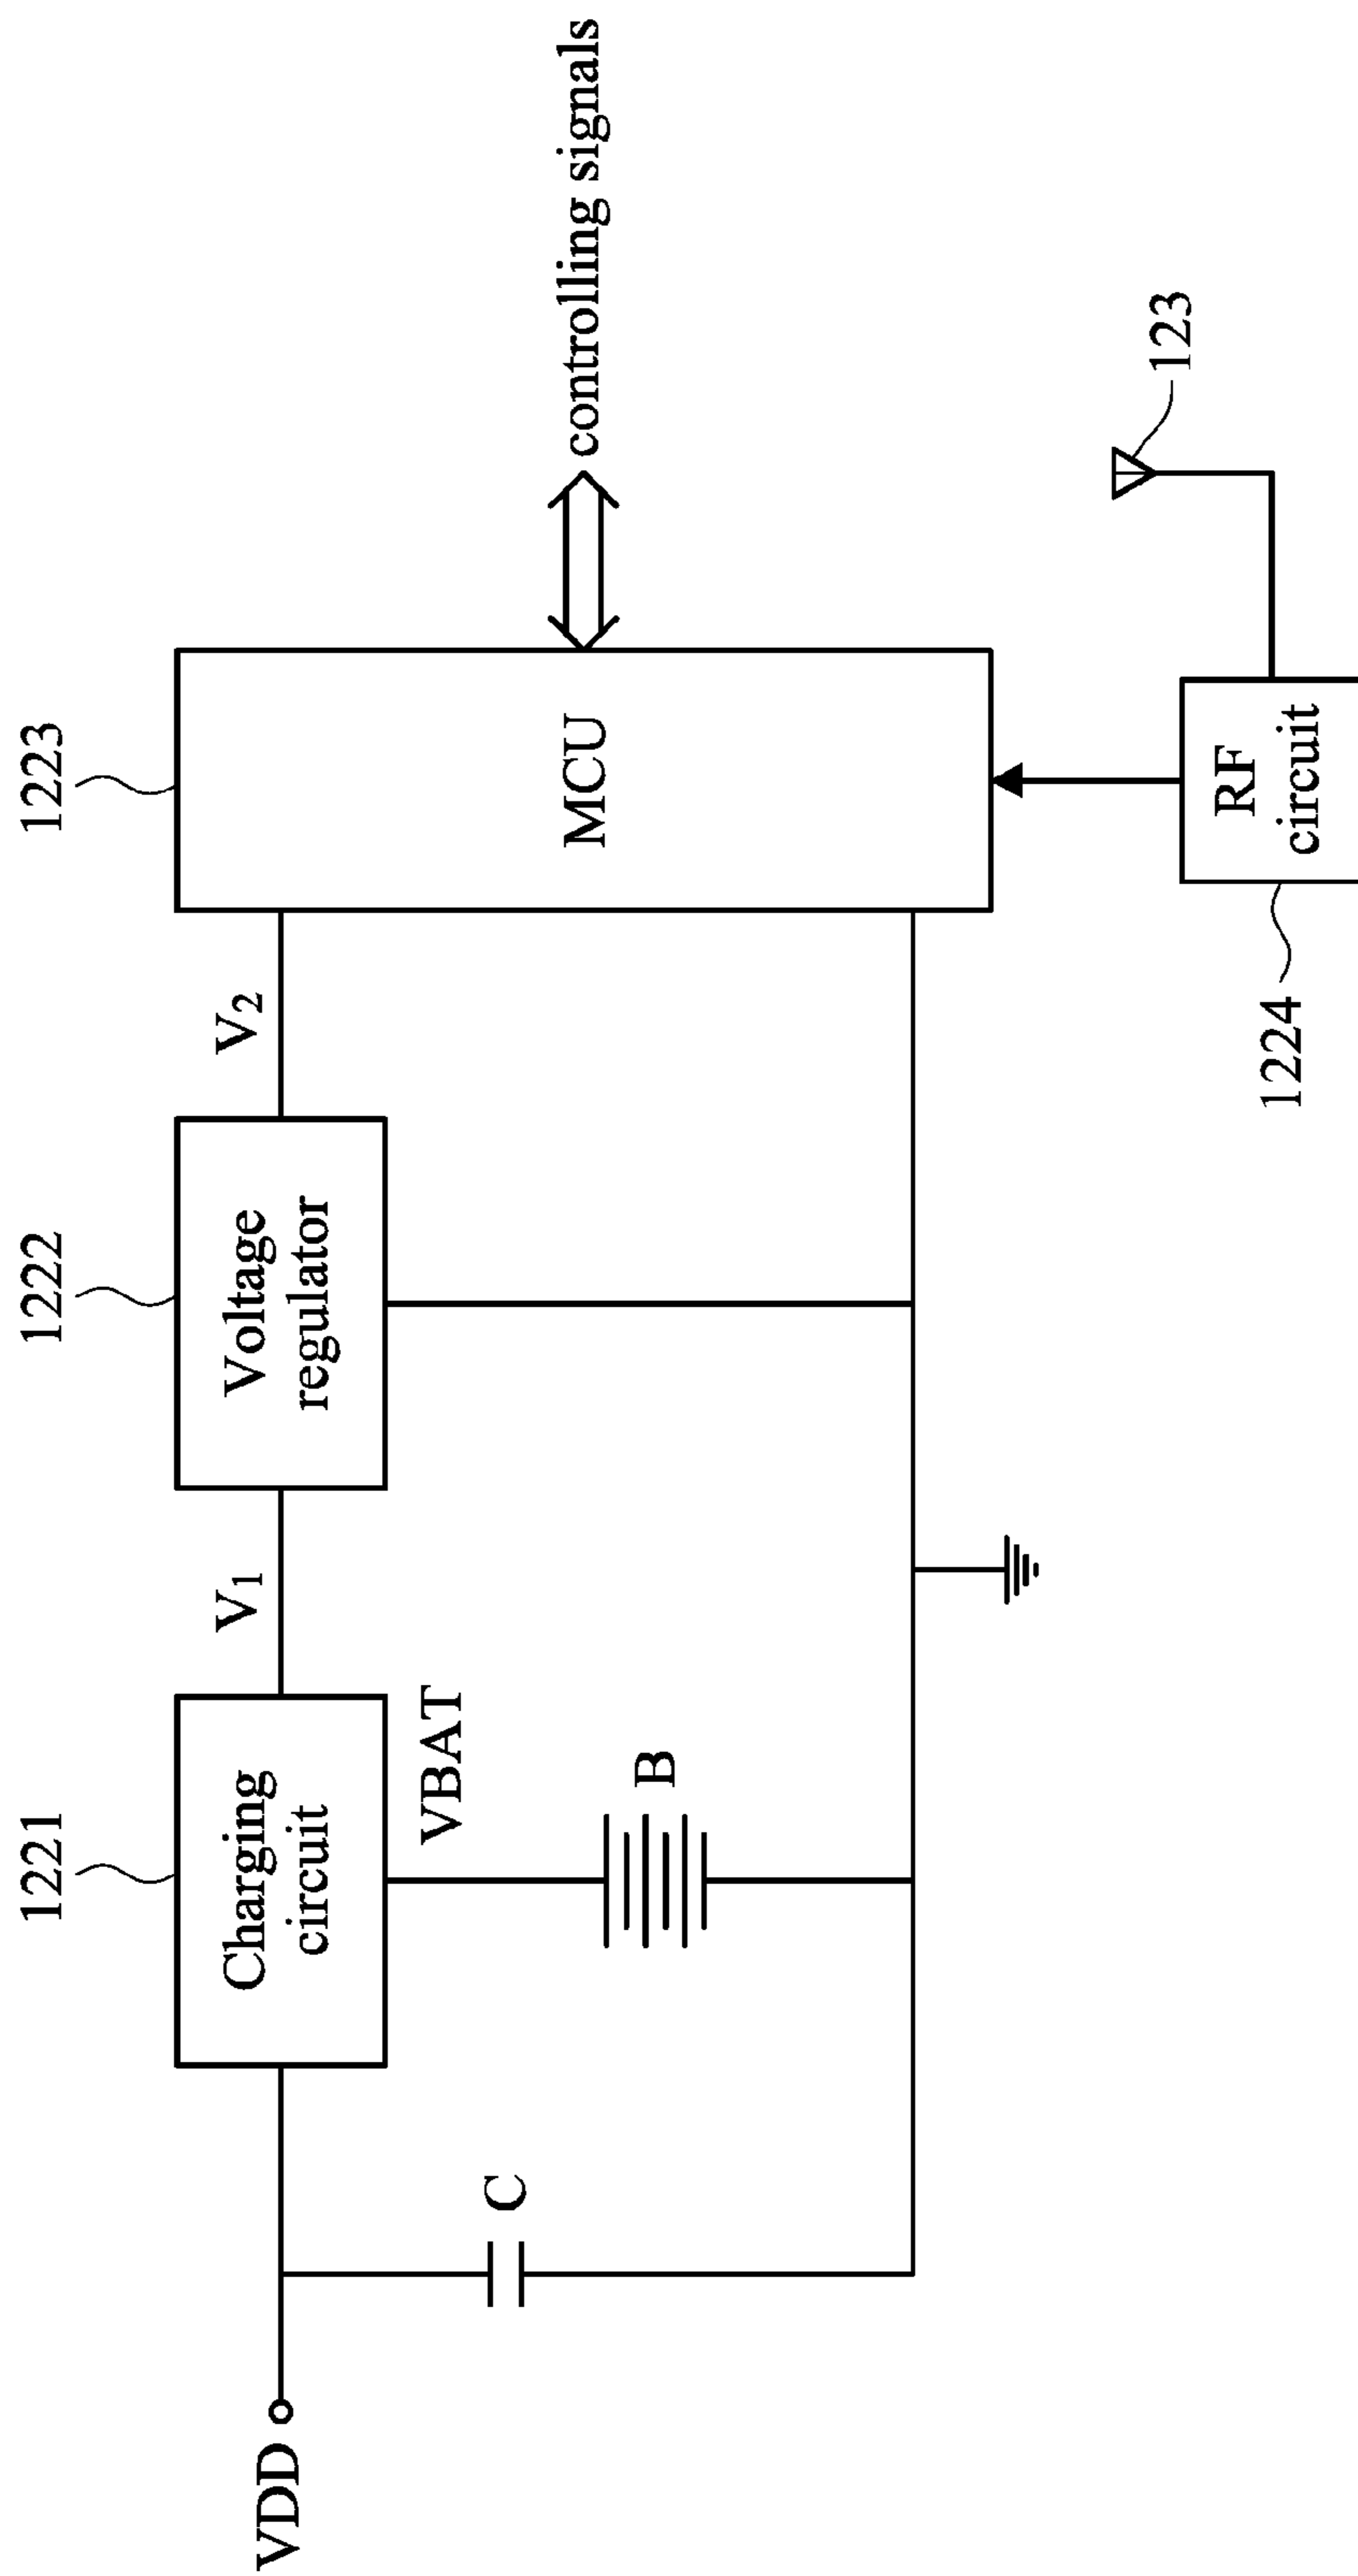 1221
1222
1223
VDD
Charging
circuit
V₁
Voltage
regulator
V₂
MCU
controlling signals
C
VBAT
B
RF
circuit
123
1224